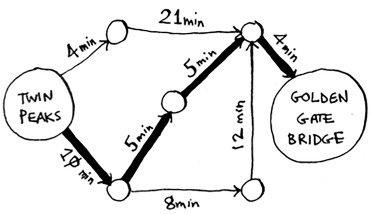 21min
4min
4min
5min
TWIN
PEAKS
GOLDEN
GATE
BRIDGE
5min
12min
10min
8min